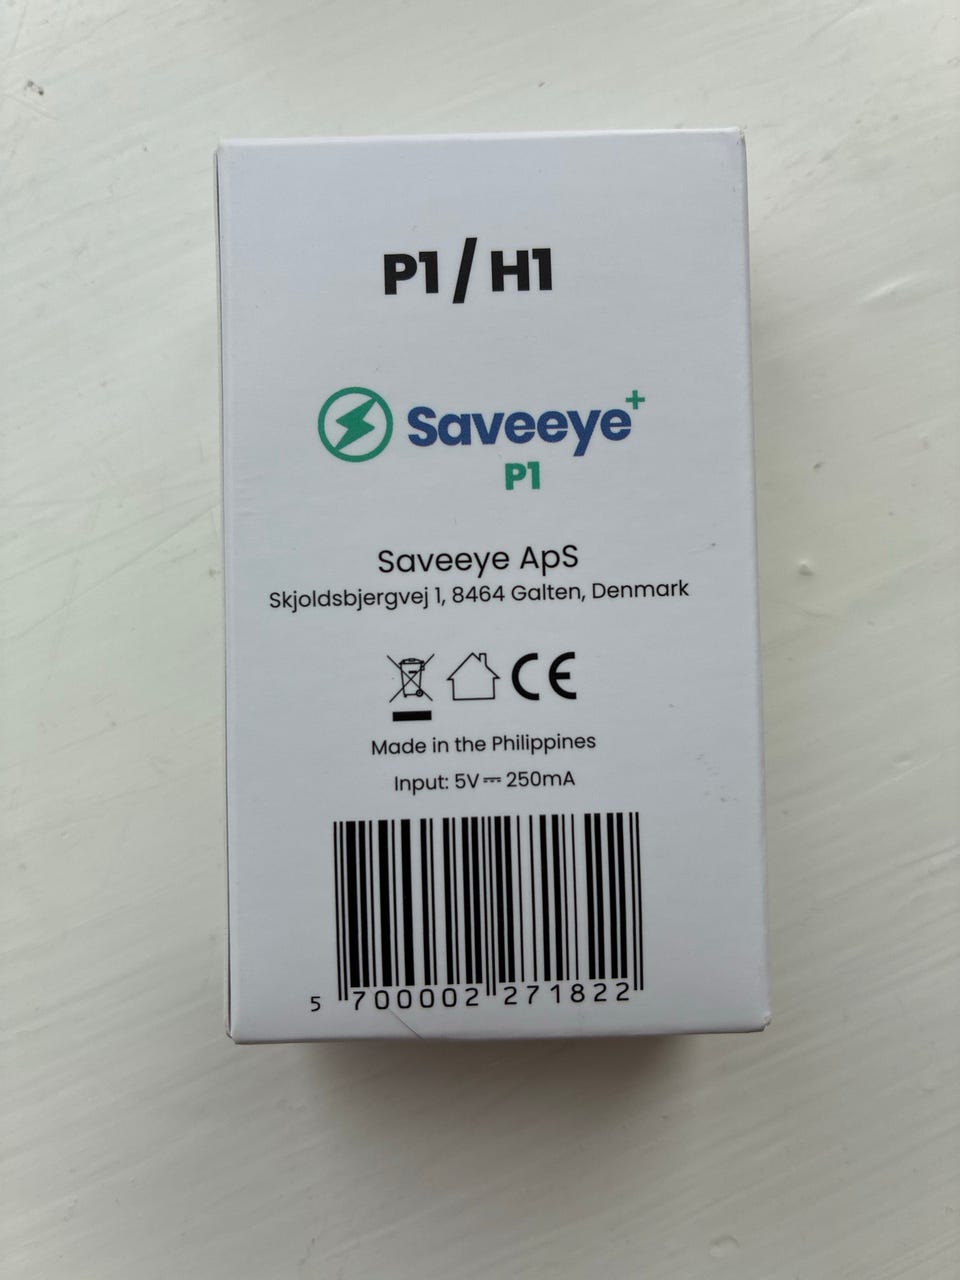 P1 / H1
Saveeye+
P1
Saveeye ApS
Skjoldsbjergvej 1, 8464 Galten, Denmark
CE
Made in the Philippines
Input: 5V⎓250mA
5 700002 271822